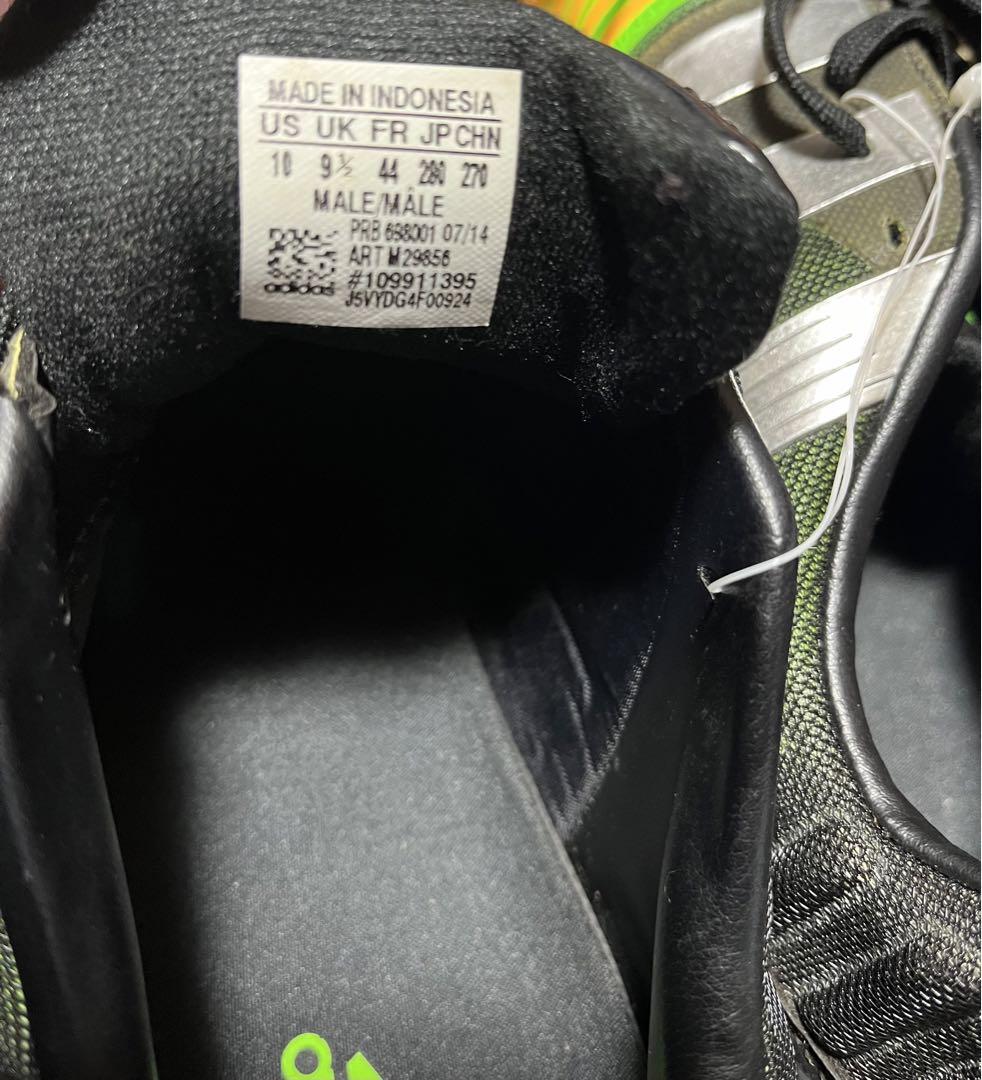 MADE IN INDONESIA
US UK FR JP CHN
10 9½ 44 280 270
MALE/MÂLE
PRB 698001 07/14
ART M29856
#109911395
adidas J5VYDG4F00924